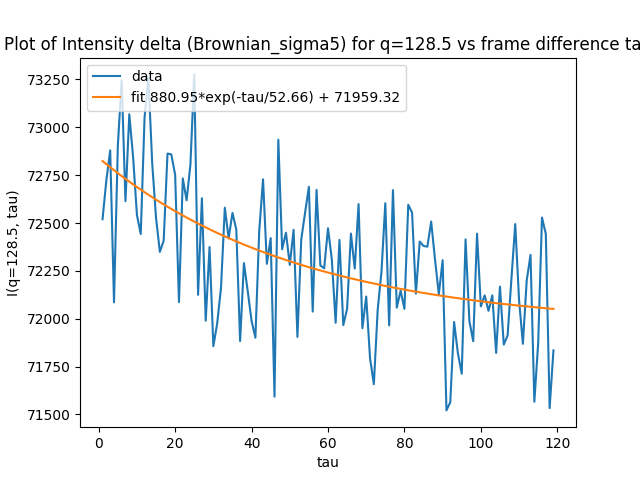 Plot of Intensity delta (Brownian_sigma5) for q=128.5 vs frame difference ta
data
fit 880.95*exp(-tau/52.66) + 71959.32
73250
73000
72750
72500
72250
72000
71750
71500
I(q=128.5, tau)
0 20 40 60 80 100 120
tau